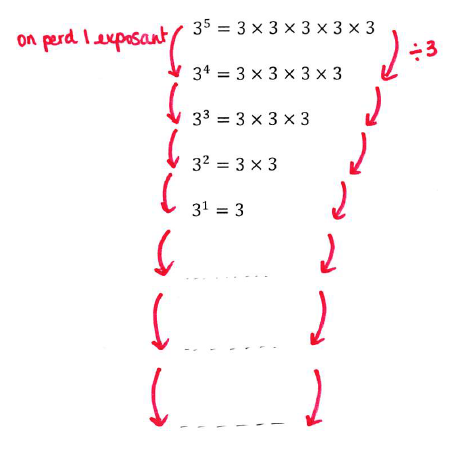 3⁵ = 3 × 3 × 3 × 3 × 3
on perd 1 exposant
÷3
3⁴ = 3 × 3 × 3 × 3
3³ = 3 × 3 × 3
3² = 3 × 3
3¹ = 3